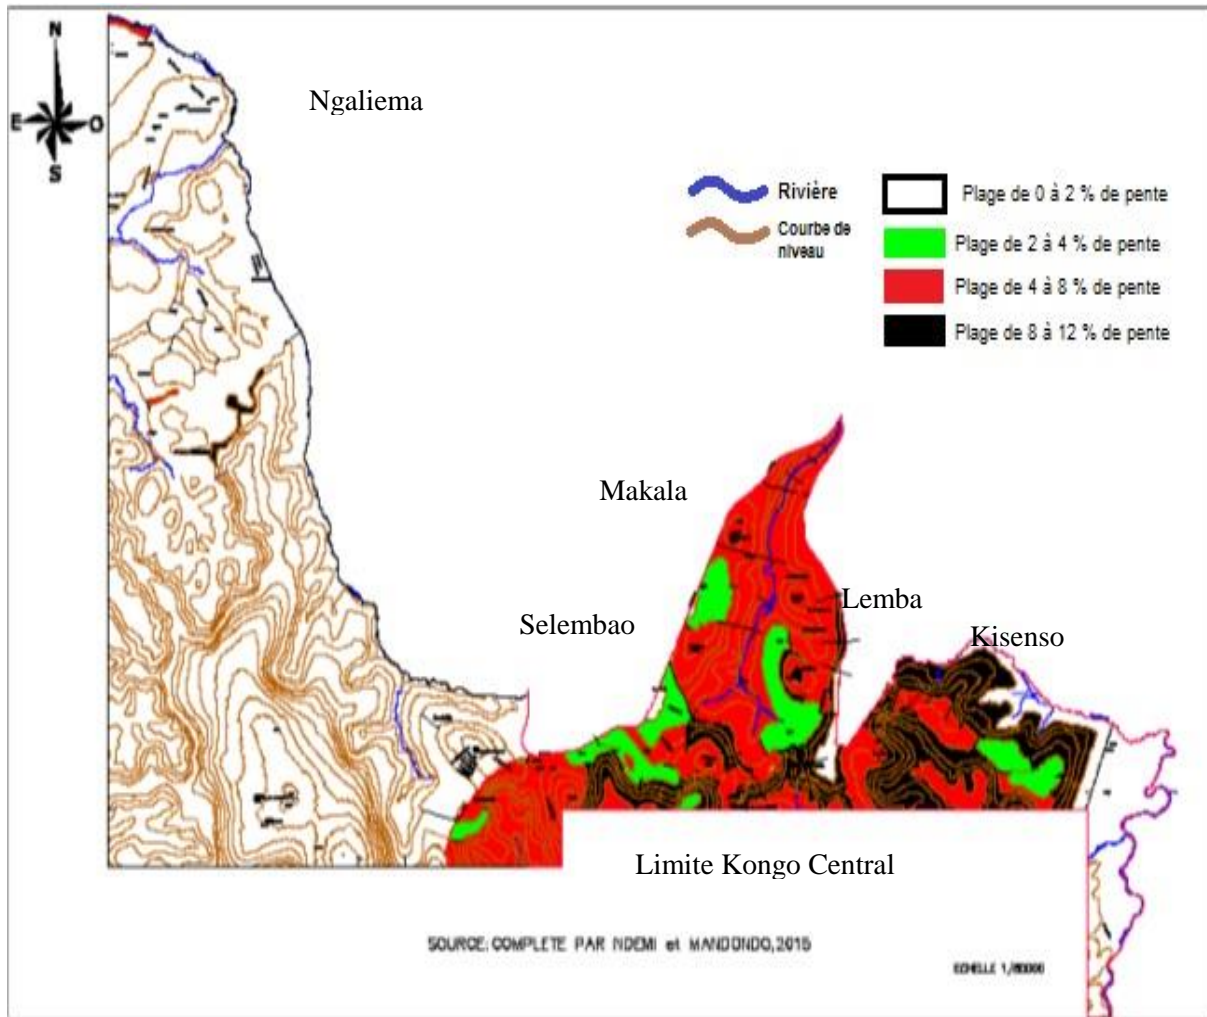 N
E O
S
Ngaliema
Rivière
Courbe de
niveau
Plage de 0 à 2 % de pente
Plage de 2 à 4 % de pente
Plage de 4 à 8 % de pente
Plage de 8 à 12 % de pente
Makala
Selembao
Lemba
Kisenso
Limite Kongo Central
SOURCE: COMPLETE PAR NDEMI et MANDONDO, 2015